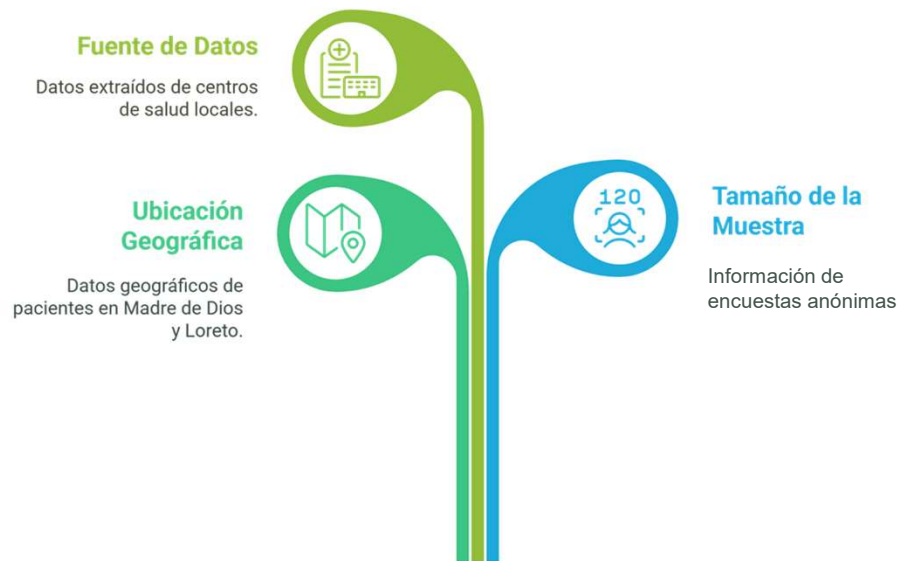 Fuente de Datos
Datos extraídos de centros
de salud locales.
Ubicación
Geográfica
Datos geográficos de
pacientes en Madre de Dios
y Loreto.
120
Tamaño de la
Muestra
Información de
encuestas anónimas